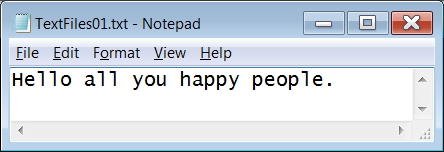 TextFiles01.txt - Notepad
File Edit Format View Help
Hello all you happy people.